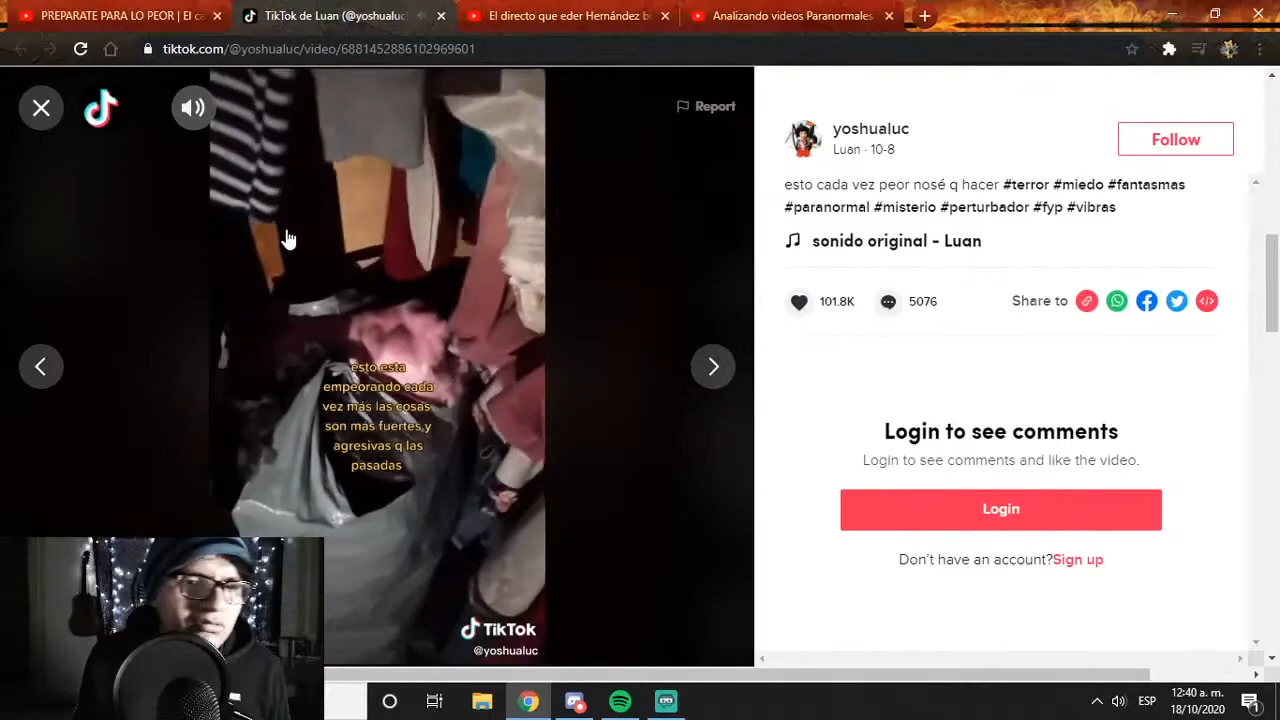 PREPARATE PARA LO PEOR | El ca
TikTok de Luan (@yoshualuc
El directo que eder Hernández b
Analizando videos Paranormales
tiktok.com/@yoshualuc/video/6881452886102969601
Report
esto esta
empeorando cada
vez más las cosas
son mas fuertes y
agresivas q las
pasadas
TikTok
@yoshualuc
yoshualuc
Luan · 10-8
Follow
esto cada vez peor nosé q hacer #terror #miedo #fantasmas
#paranormal #misterio #perturbador #fyp #vibras
sonido original - Luan
101.8K
5076
Share to
Login to see comments
Login to see comments and like the video.
Login
Don't have an account?Sign up
ESP
12:40 a. m.
18/10/2020
1